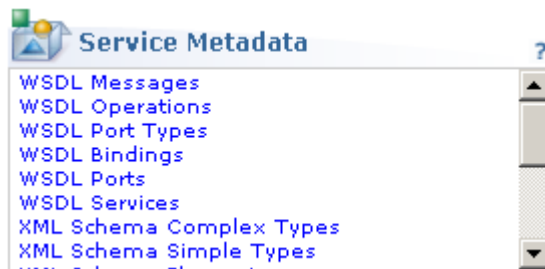 Service Metadata
?
WSDL Messages
WSDL Operations
WSDL Port Types
WSDL Bindings
WSDL Ports
WSDL Services
XML Schema Complex Types
XML Schema Simple Types